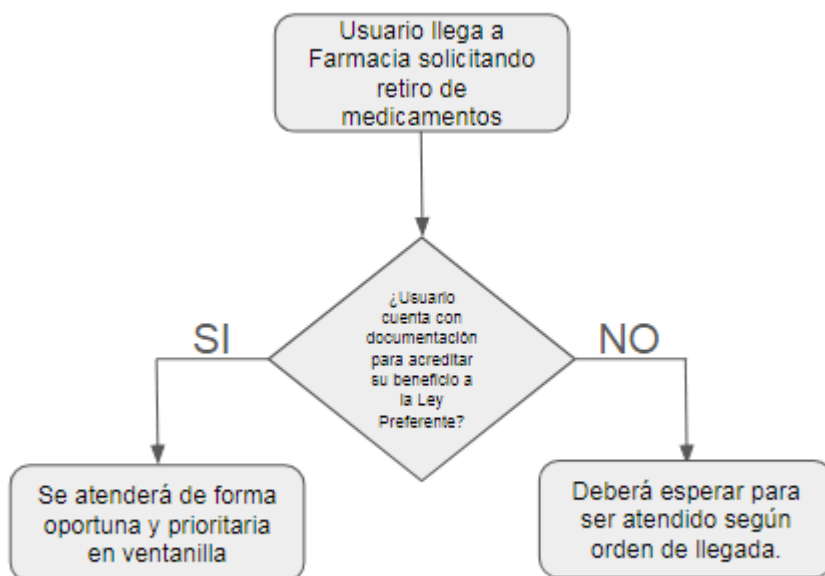 Usuario llega a
Farmacia solicitando
retiro de
medicamentos
¿Usuario
cuenta con
documentación
para acreditar
su beneficio a
la Ley
Preferente?
SI
NO
Se atenderá de forma
oportuna y prioritaria
en ventanilla
Deberá esperar para
ser atendido según
orden de llegada.